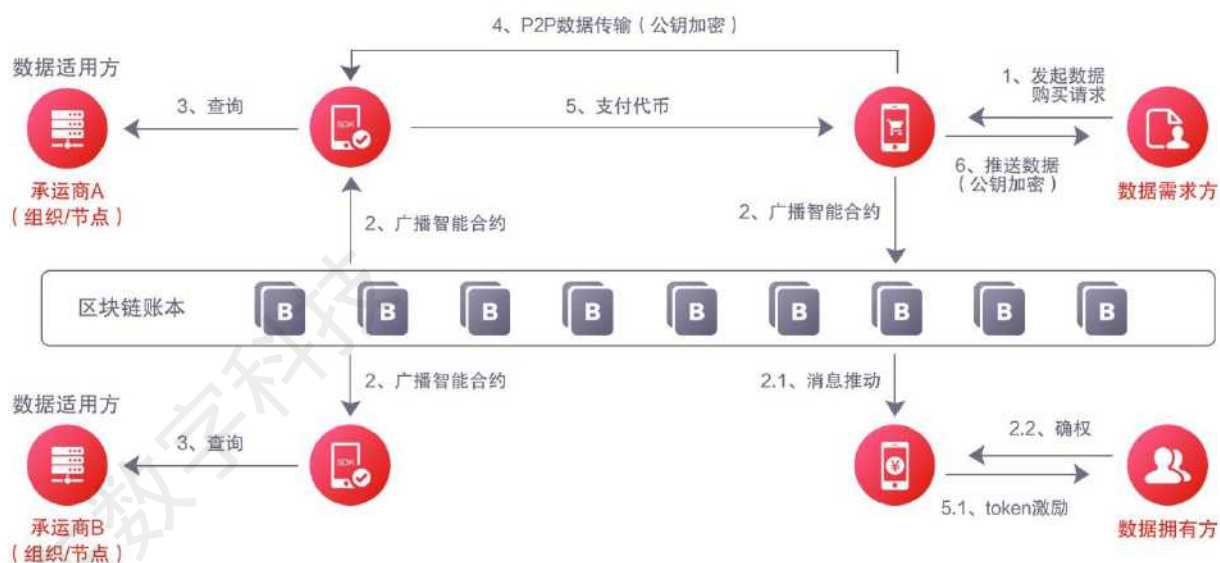 4、P2P数据传输（公钥加密）
数据适用方
1、发起数据
购买请求
3、查询
SDK
5、支付代币
6、推送数据
（公钥加密）
承运商A
（组织/节点）
数据需求方
2、广播智能合约
2、广播智能合约
区块链账本
B B B B B B B B B
2、广播智能合约
2.1、消息推动
数据适用方
2.2、确权
3、查询
SDK
¥
5.1、token激励
承运商B
（组织/节点）
数据拥有方
数字科技